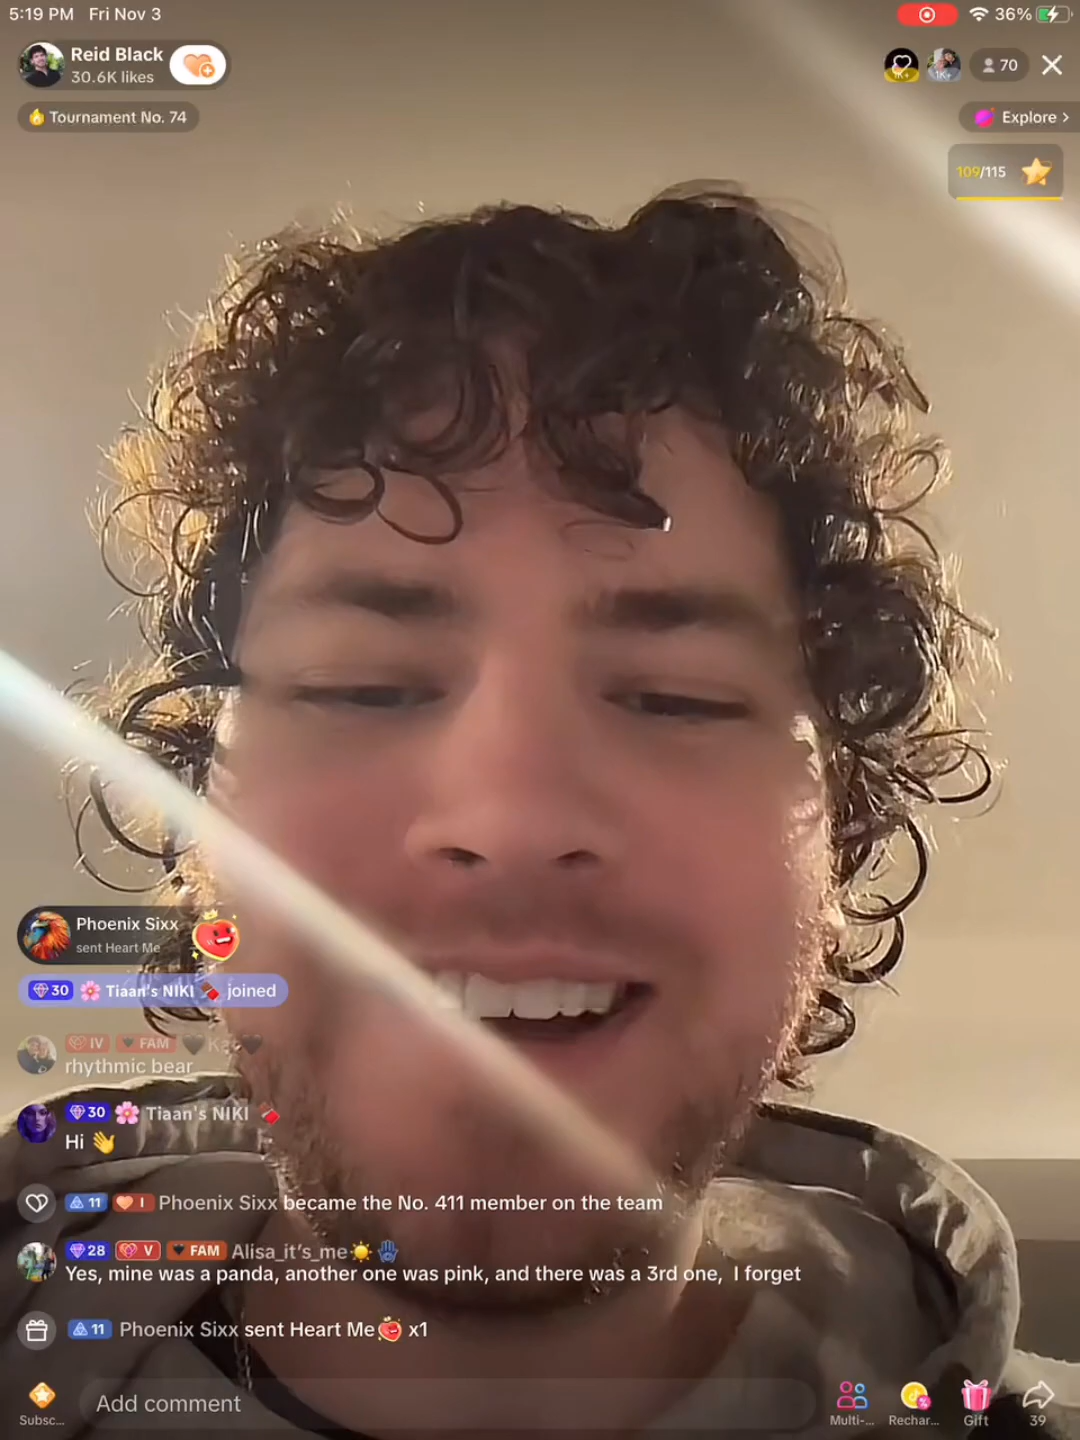 5:19 PM Fri Nov 3
36%
Reid Black
30.6K likes
1K+
1K+
70
Tournament No. 74
Explore >
109/115
Phoenix Sixx
sent Heart Me
30 Tiaan's NIKI joined
IV FAM
rhythmic bear
30 Tiaan's NIKI
Hi
11 I Phoenix Sixx became the No. 411 member on the team
28 V FAM Alisa_it's_me
Yes, mine was a panda, another one was pink, and there was a 3rd one, I forget
11 Phoenix Sixx sent Heart Me x1
Add comment
Subsc... Multi-... Rechar... Gift 39